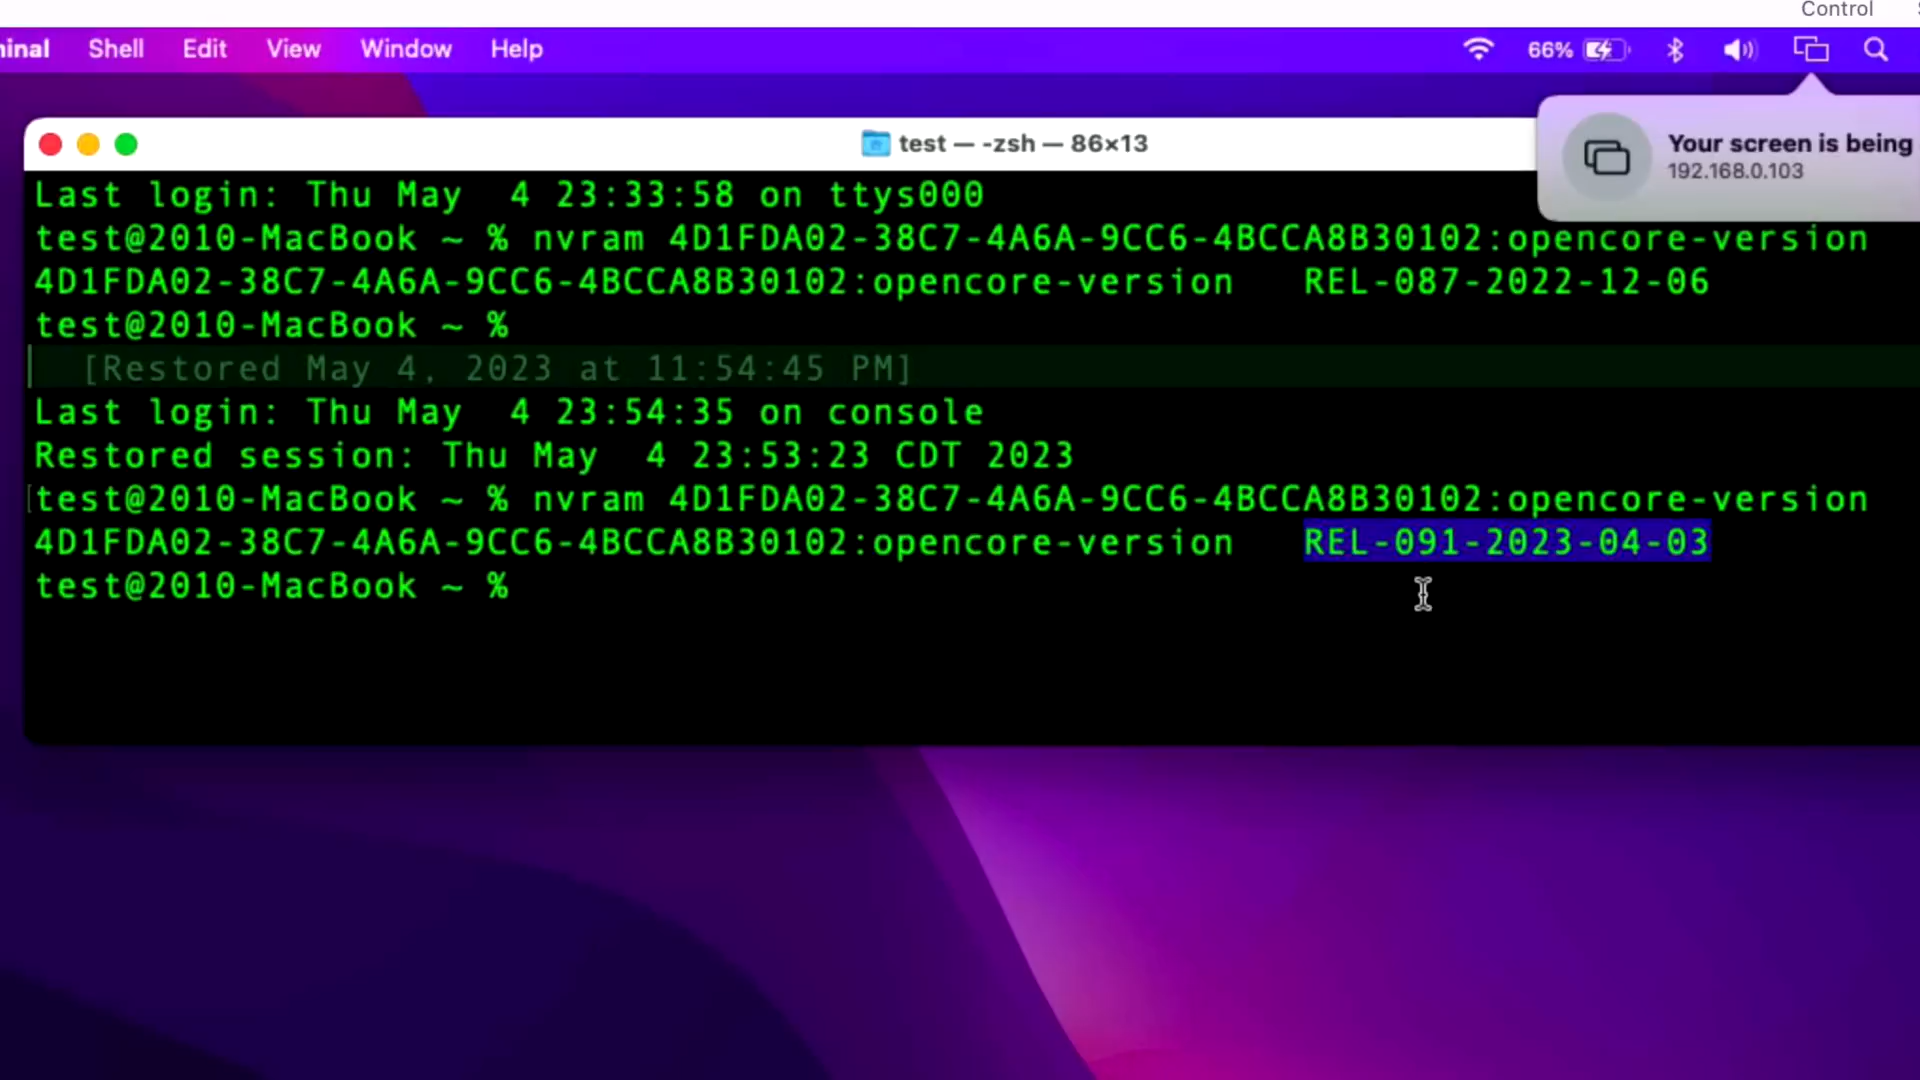 Control
Shell Edit View Window Help 66%
test — -zsh — 86×13
Your screen is being
192.168.0.103
Last login: Thu May  4 23:33:58 on ttys000
test@2010-MacBook ~ % nvram 4D1FDA02-38C7-4A6A-9CC6-4BCCA8B30102:opencore-version
4D1FDA02-38C7-4A6A-9CC6-4BCCA8B30102:opencore-version   REL-087-2022-12-06
test@2010-MacBook ~ %
[Restored May 4, 2023 at 11:54:45 PM]
Last login: Thu May  4 23:54:35 on console
Restored session: Thu May  4 23:53:23 CDT 2023
test@2010-MacBook ~ % nvram 4D1FDA02-38C7-4A6A-9CC6-4BCCA8B30102:opencore-version
4D1FDA02-38C7-4A6A-9CC6-4BCCA8B30102:opencore-version   REL-091-2023-04-03
test@2010-MacBook ~ %